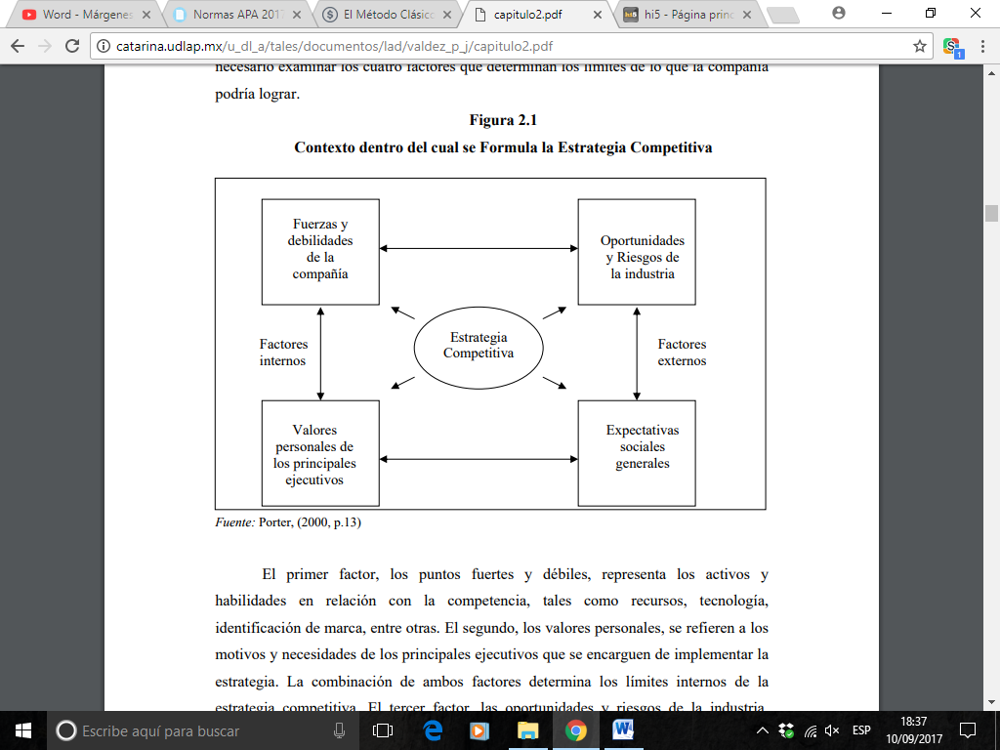 Word - Márgenes
Normas APA 201
El Método Clásico
capitulo2.pdf
hi5 - Página princ
catarina.udlap.mx/u_dl_a/tales/documentos/lad/valdez_p_j/capitulo2.pdf
necesario examinar los cuatro factores que determinan los límites de lo que la compañía
podría lograr.
Figura 2.1
Contexto dentro del cual se Formula la Estrategia Competitiva
Fuerzas y
debilidades
de la
compañía
Oportunidades
y Riesgos de
la industria
Factores
internos
Estrategia
Competitiva
Factores
externos
Valores
personales de
los principales
ejecutivos
Expectativas
sociales
generales
Fuente: Porter, (2000, p.13)
El primer factor, los puntos fuertes y débiles, representa los activos y
habilidades en relación con la competencia, tales como recursos, tecnología,
identificación de marca, entre otras. El segundo, los valores personales, se refieren a los
motivos y necesidades de los principales ejecutivos que se encarguen de implementar la
estrategia. La combinación de ambos factores determina los límites internos de la
estrategia competitiva. El tercer factor, las oportunidades y riesgos de la industria,
Escribe aquí para buscar
ESP
18:37
10/09/2017